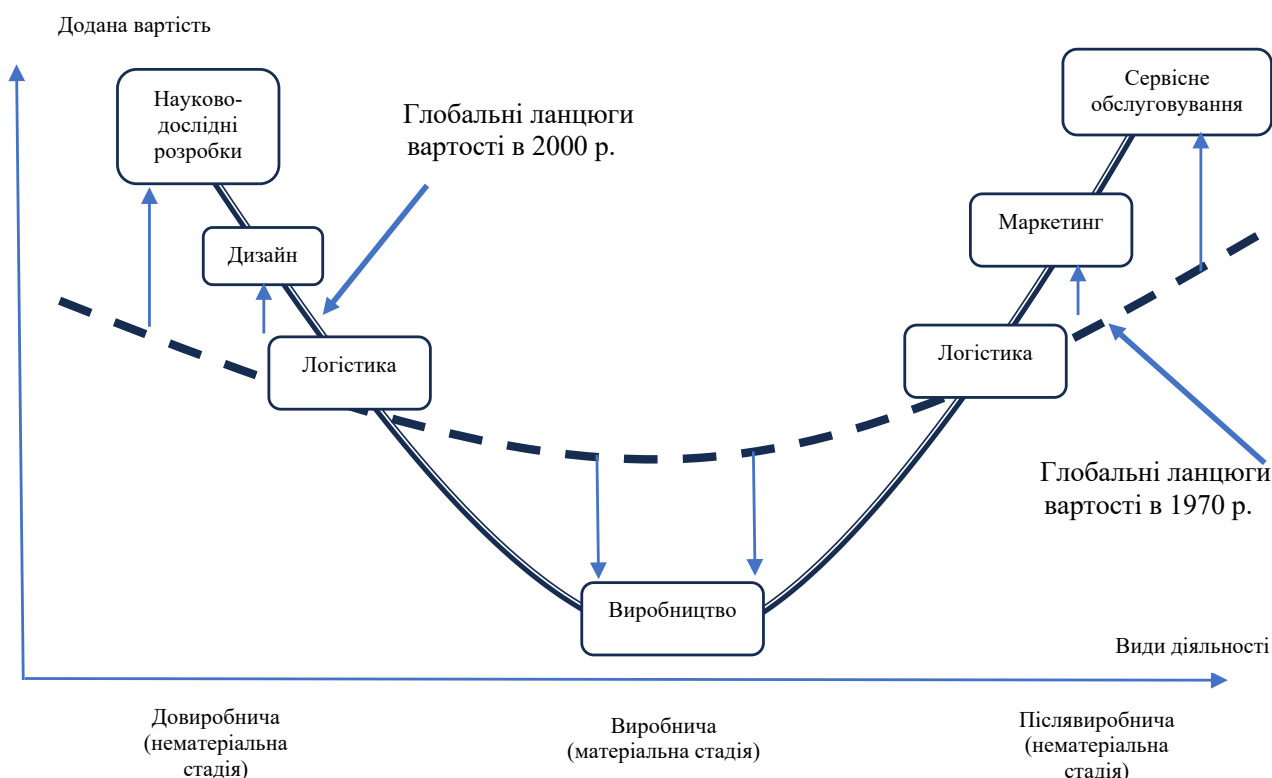 Додана вартість
Науково-
дослідні
розробки
Глобальні ланцюги
вартості в 2000 р.
Сервісне
обслуговування
Дизайн
Маркетинг
Логістика
Логістика
Глобальні ланцюги
вартості в 1970 р.
Виробництво
Види діяльності
Довиробнича
(нематеріальна
стадія)
Виробнича
(матеріальна стадія)
Післявиробнича
(нематеріальна
стадія)